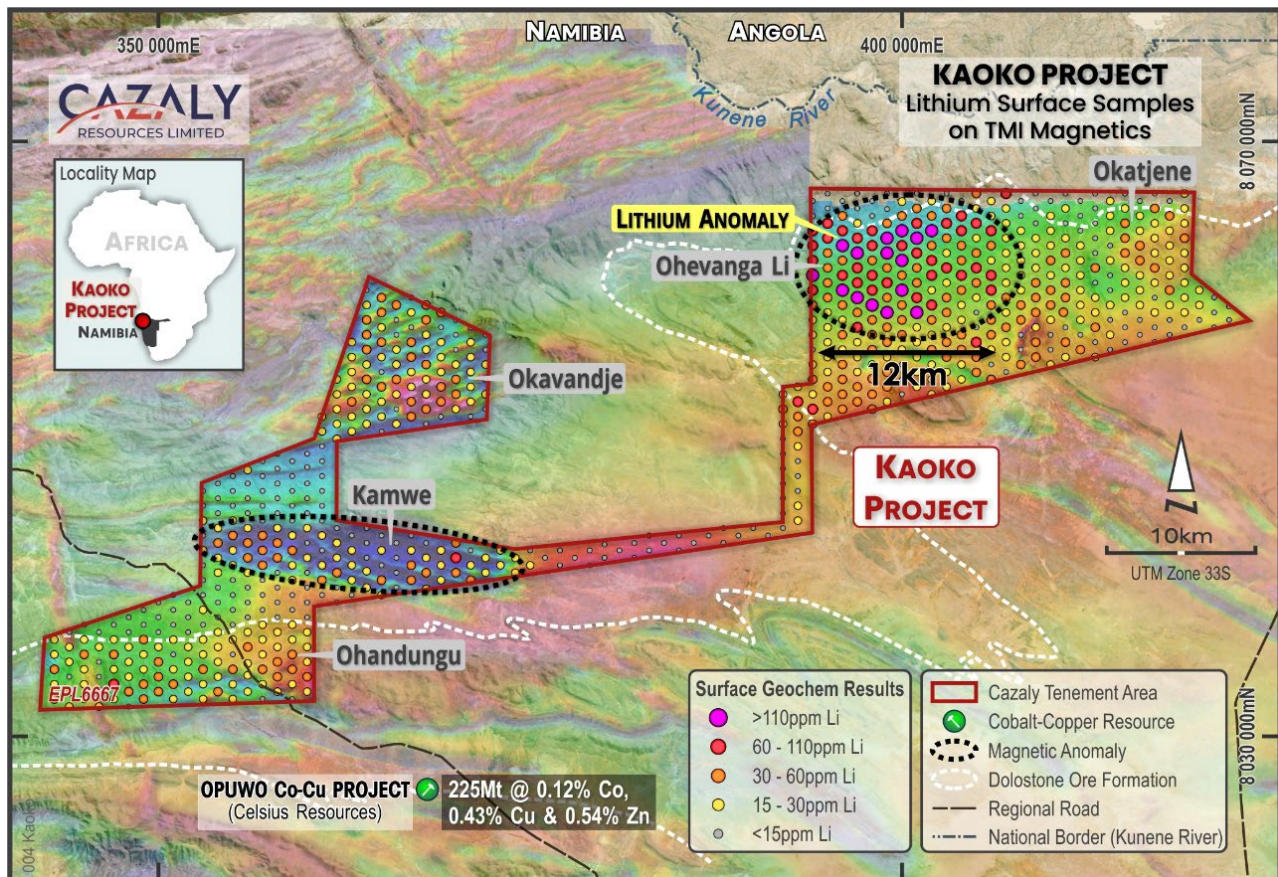 NAMIBIA
ANGOLA
350 000mE
400 000mE
CAZALY
RESOURCES LIMITED
KAOKO PROJECT
Lithium Surface Samples
on TMI Magnetics
Kunene River
8 070 000mN
Locality Map
AFRICA
KAOKO
PROJECT
NAMIBIA
Okatjene
LITHIUM ANOMALY
Ohevanga Li
12km
Okavandje
KAOKO
PROJECT
Kamwe
N
10km
UTM Zone 33S
Ohandungu
EPL6667
Surface Geochem Results
>110ppm Li
60 - 110ppm Li
30 - 60ppm Li
15 - 30ppm Li
<15ppm Li
Cazaly Tenement Area
Cobalt-Copper Resource
Magnetic Anomaly
Dolostone Ore Formation
Regional Road
National Border (Kunene River)
8 030 000mN
OPUWO Co-Cu PROJECT
(Celsius Resources)
225Mt @ 0.12% Co,
0.43% Cu & 0.54% Zn
004 Kaoko